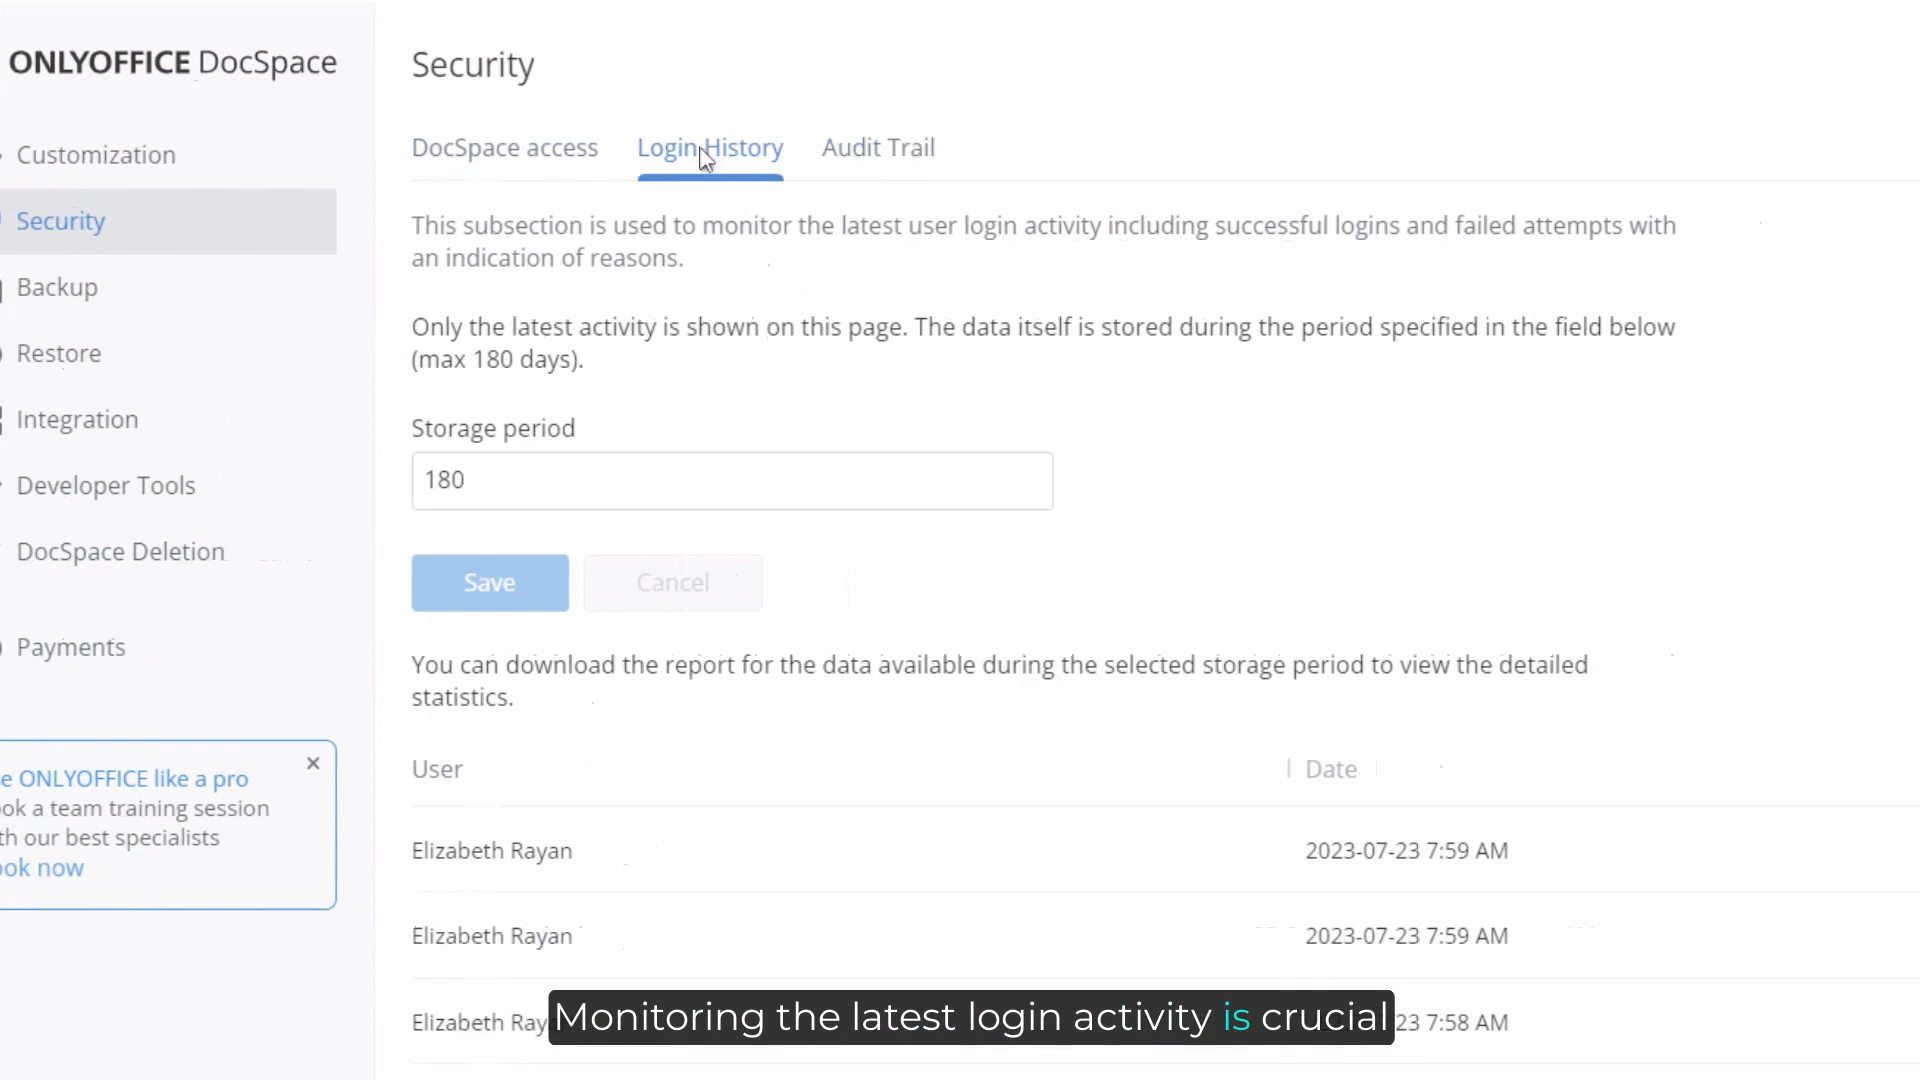 ONLYOFFICE DocSpace
Customization
Security
Backup
Restore
Integration
Developer Tools
DocSpace Deletion
Payments
ONLYOFFICE like a pro
a team training session
our best specialists
now
Security
DocSpace access Login History Audit Trail
This subsection is used to monitor the latest user login activity including successful logins and failed attempts with
an indication of reasons.
Only the latest activity is shown on this page. The data itself is stored during the period specified in the field below
(max 180 days).
Storage period
180
Save Cancel
You can download the report for the data available during the selected storage period to view the detailed
statistics.
User Date
Elizabeth Rayan 2023-07-23 7:59 AM
Elizabeth Rayan 2023-07-23 7:59 AM
Elizabeth 23 7:58 AM
Monitoring the latest login activity is crucial